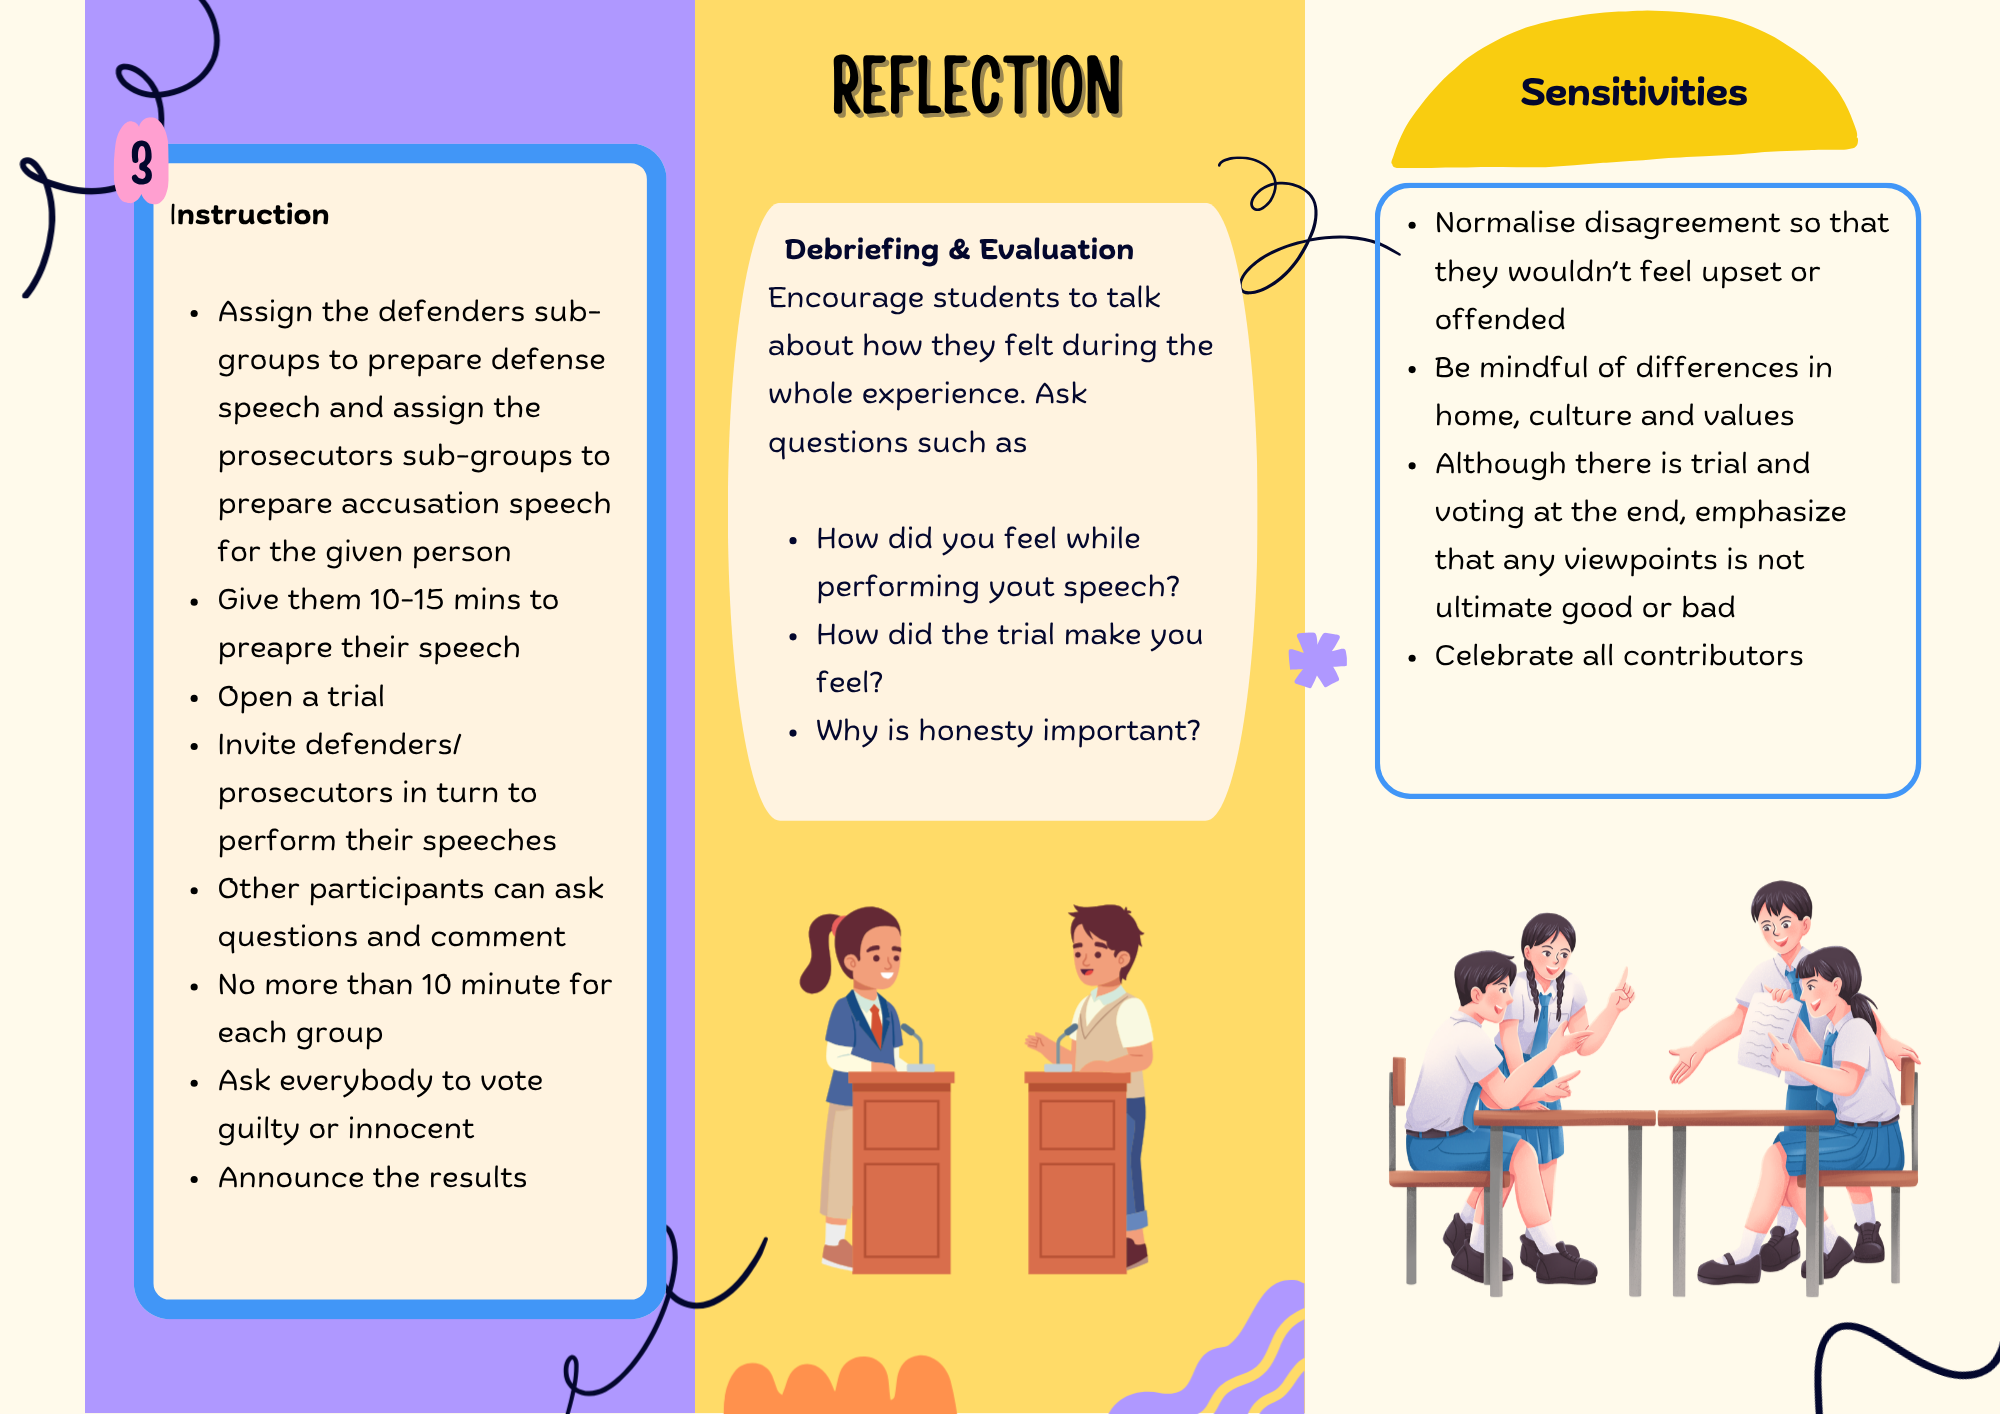 3
Instruction
• Assign the defenders sub-
groups to prepare defense
speech and assign the
prosecutors sub-groups to
prepare accusation speech
for the given person
• Give them 10-15 mins to
preapre their speech
• Open a trial
• Invite defenders/
prosecutors in turn to
perform their speeches
• Other participants can ask
questions and comment
• No more than 10 minute for
each group
• Ask everybody to vote
guilty or innocent
• Announce the results
REFLECTION
Debriefing & Evaluation
Encourage students to talk
about how they felt during the
whole experience. Ask
questions such as
• How did you feel while
performing yout speech?
• How did the trial make you
feel?
• Why is honesty important?
Sensitivities
• Normalise disagreement so that
they wouldn't feel upset or
offended
• Be mindful of differences in
home, culture and values
• Although there is trial and
voting at the end, emphasize
that any viewpoints is not
ultimate good or bad
• Celebrate all contributors